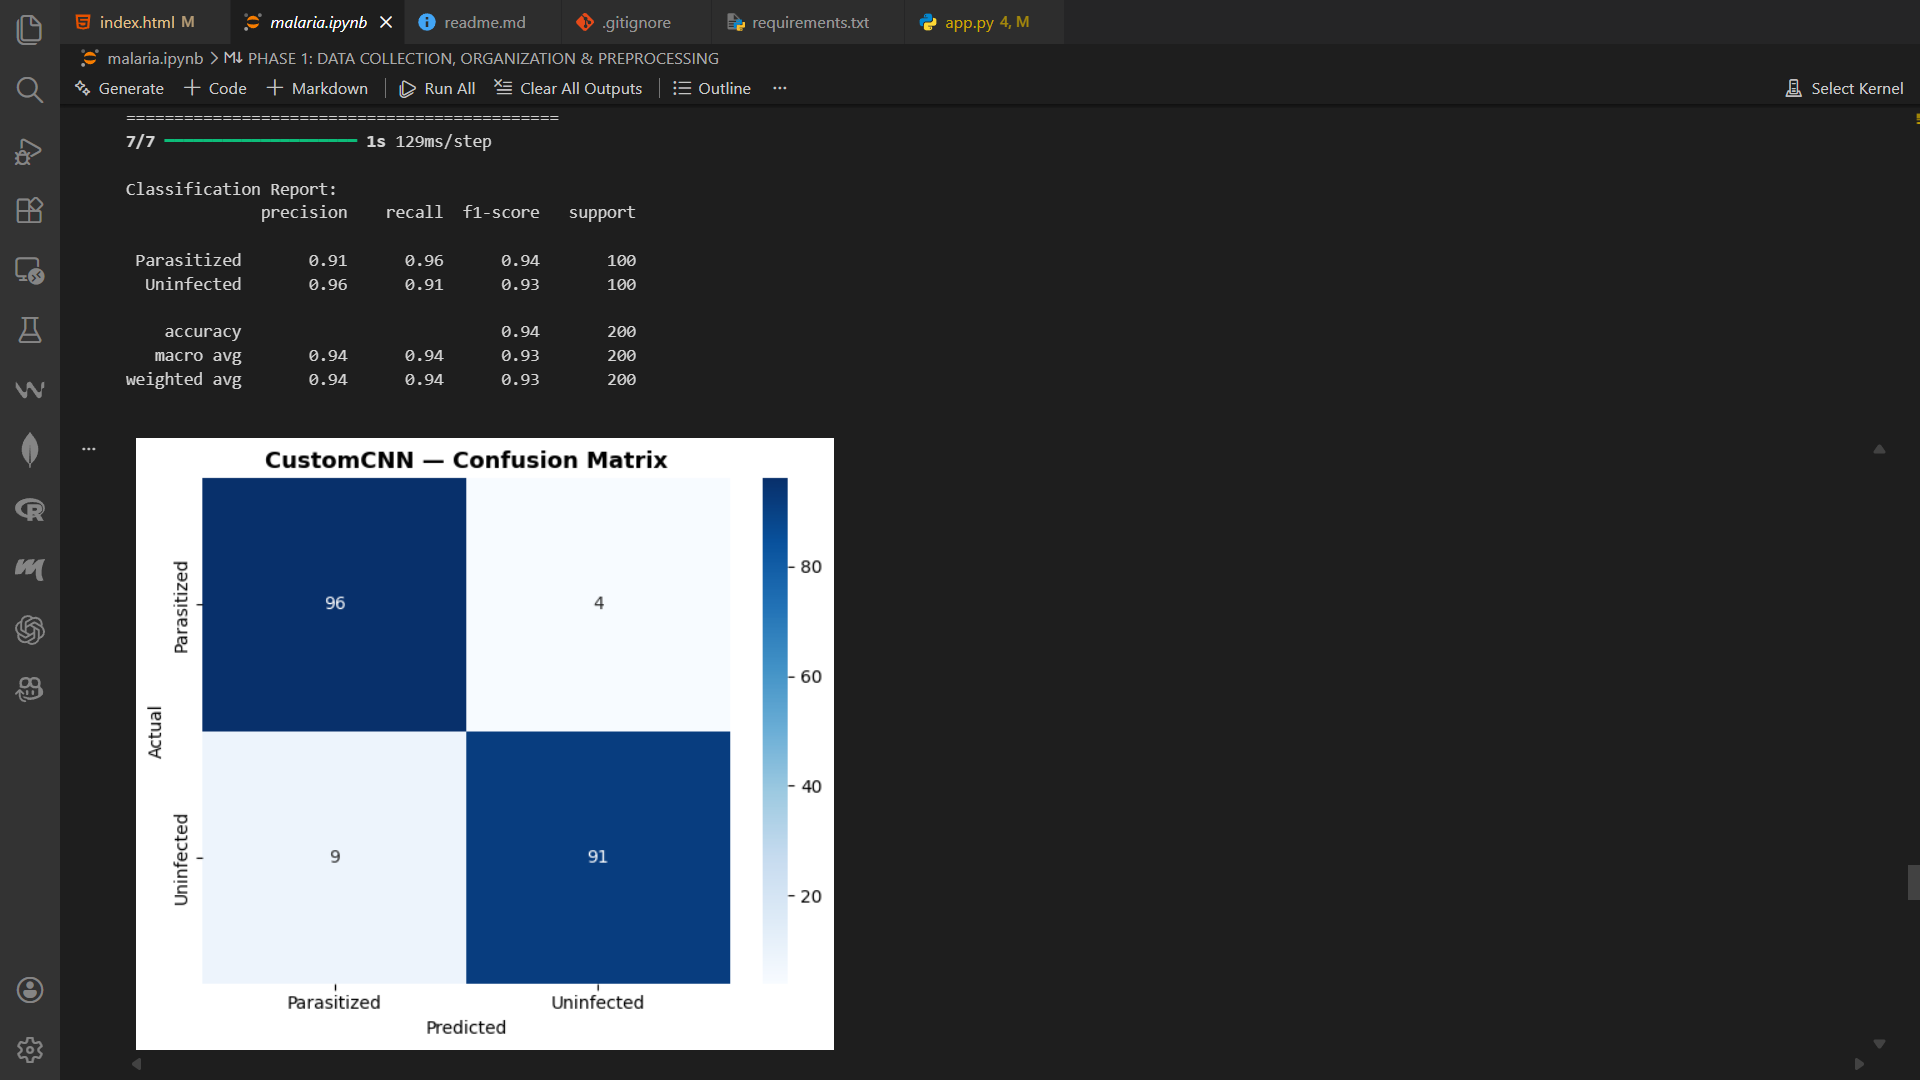 index.html M malaria.ipynb readme.md .gitignore requirements.txt app.py 4, M
malaria.ipynb > M↓ PHASE 1: DATA COLLECTION, ORGANIZATION & PREPROCESSING
Generate + Code + Markdown Run All Clear All Outputs Outline ... Select Kernel
=============================================
7/7 ━━━━━━━━━━━━━━━━━━━━ 1s 129ms/step
Classification Report:
precision recall f1-score support
Parasitized 0.91 0.96 0.94 100
Uninfected 0.96 0.91 0.93 100
accuracy 0.94 200
macro avg 0.94 0.94 0.93 200
weighted avg 0.94 0.94 0.93 200
...
CustomCNN — Confusion Matrix
Actual
Parasitized
Uninfected
96 4
9 91
80
60
40
20
Parasitized Uninfected
Predicted